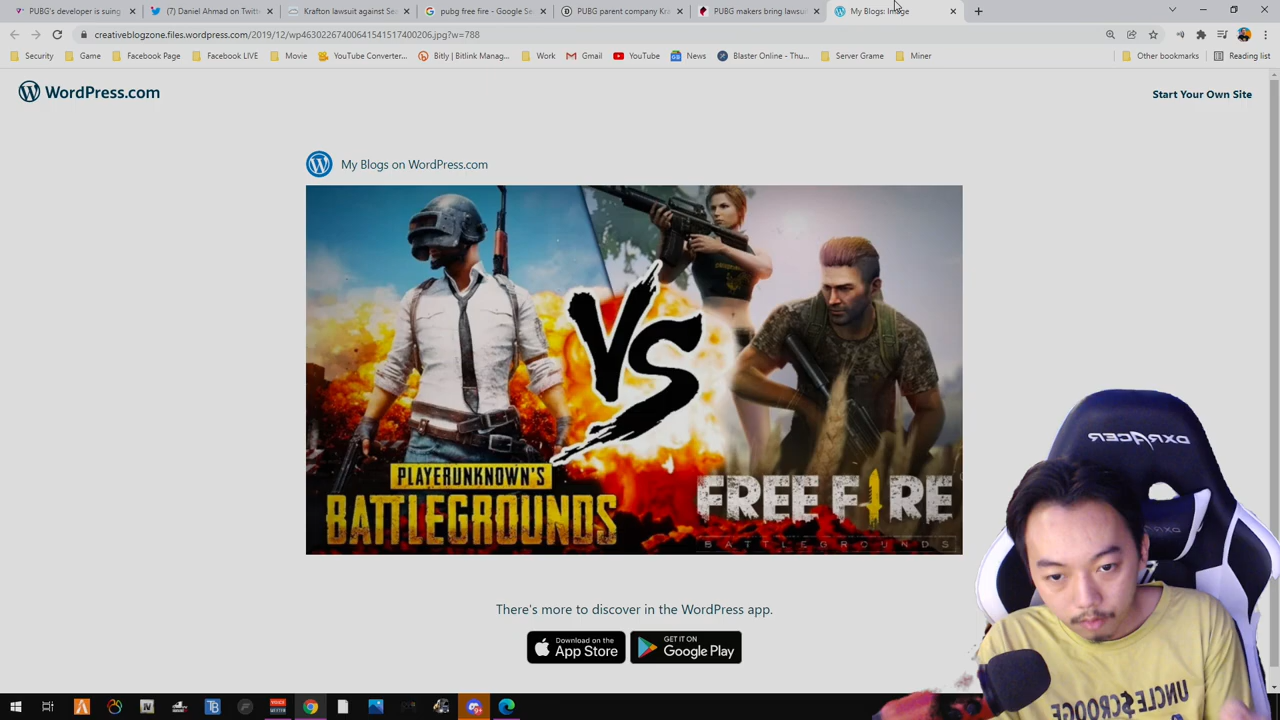 PUBG's developer is suing
(7) Daniel Ahmad on Twitt
Krafton lawsuit against Se
pubg free fire - Google Se
PUBG parent company Kra
PUBG makers bring lawsui
My Blogs: Image
creativeblogzone.files.wordpress.com/2019/12/wp4630226740064154151740020​6.jpg?w=788
Security
Game
Facebook Page
Facebook LIVE
Movie
YouTube Converter...
Bitly | Bitlink Manag...
Work
Gmail
YouTube
News
Blaster Online - Thu...
Server Grame
Miner
Other bookmarks
Reading list
WordPress.com
Start Your Own Site
My Blogs on WordPress.com
VS
PLAYERUNKNOWN'S
BATTLEGROUNDS
FREE FIRE
BATTLEGROUNDS
DXRACER
There's more to discover in the WordPress app.
Download on the
App Store
GET IT ON
Google Play
UNCLE SCROOGE